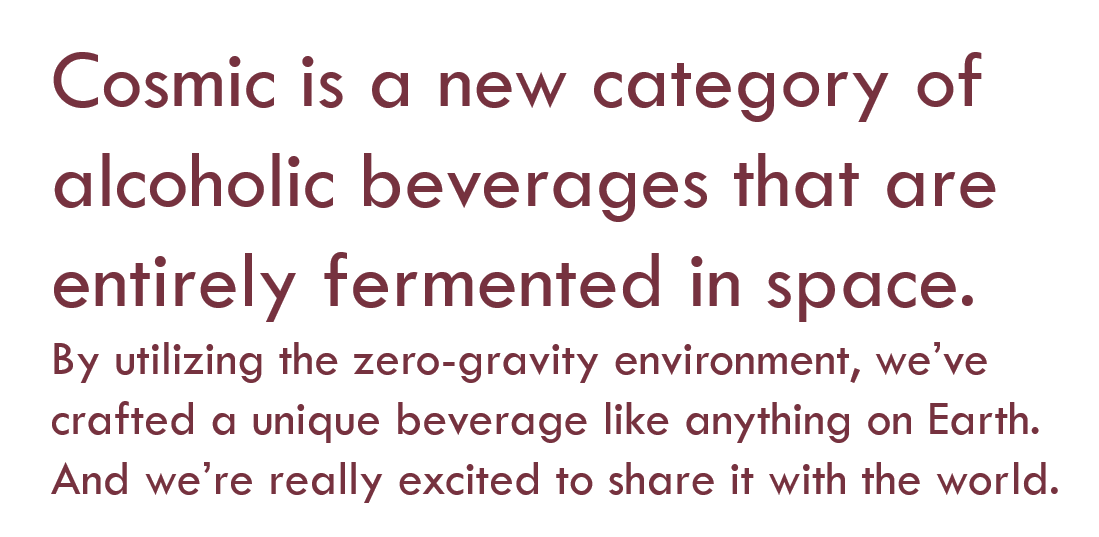 Cosmic is a new category of
alcoholic beverages that are
entirely fermented in space.
By utilizing the zero-gravity environment, we’ve
crafted a unique beverage like anything on Earth.
And we’re really excited to share it with the world.